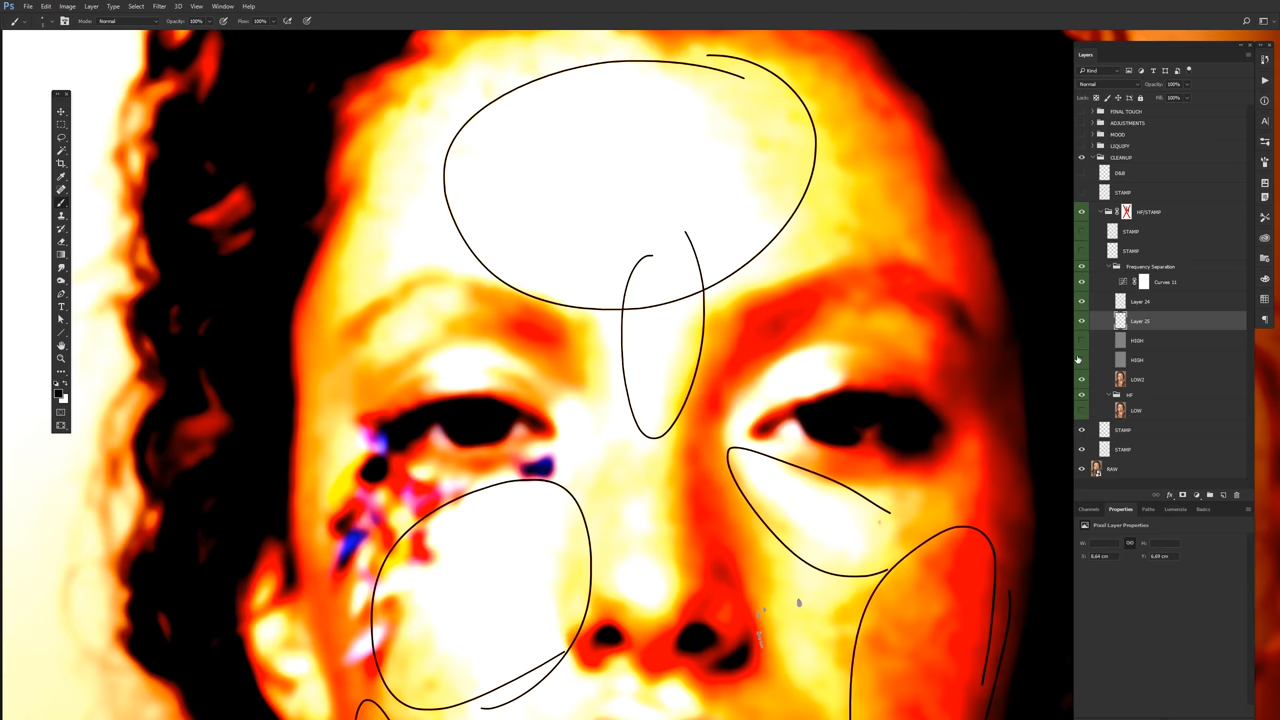 Ps File Edit Image Layer Type Select Filter 3D View Window Help
Mode: Normal Opacity: 100% Flow: 100%
Layers
Kind
Normal Opacity: 100%
Lock: Fill: 100%
FINAL TOUCH
ADJUSTMENTS
MOOD
LIQUIFY
CLEANUP
D&B
STAMP
HF/STAMP
STAMP
STAMP
Frequency Separation
Curves 11
Layer 24
Layer 25
HIGH
HIGH
LOW2
HF
LOW
STAMP
STAMP
RAW
fx
Channels Properties Paths Lumenzia Basics
Pixel Layer Properties
W: H:
X: 8,64 cm Y: 6,69 cm